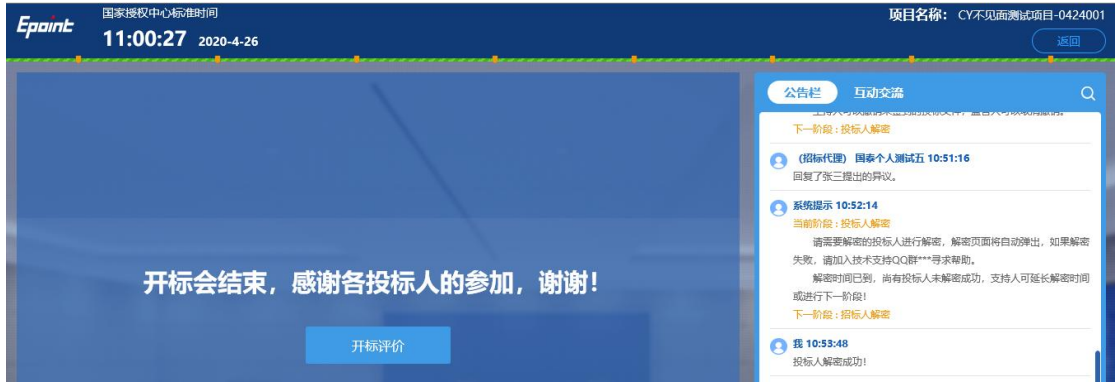 Epoint
国家授权中心标准时间
11:00:27 2020-4-26
项目名称： CY不见面测试项目-0424001
返回
开标会结束，感谢各投标人的参加，谢谢！
开标评价
公告栏 互动交流
下一阶段：投标人解密
（招标代理） 国泰个人测试五 10:51:16
回复了张三提出的异议。
系统提示 10:52:14
当前阶段：投标人解密
请需要解密的投标人进行解密，解密页面将自动弹出，如果解密
失败，请加入技术支持QQ群***寻求帮助。
解密时间已到，尚有投标人未解密成功，支持人可延长解密时间
或进行下一阶段！
下一阶段：招标人解密
我 10:53:48
投标人解密成功！